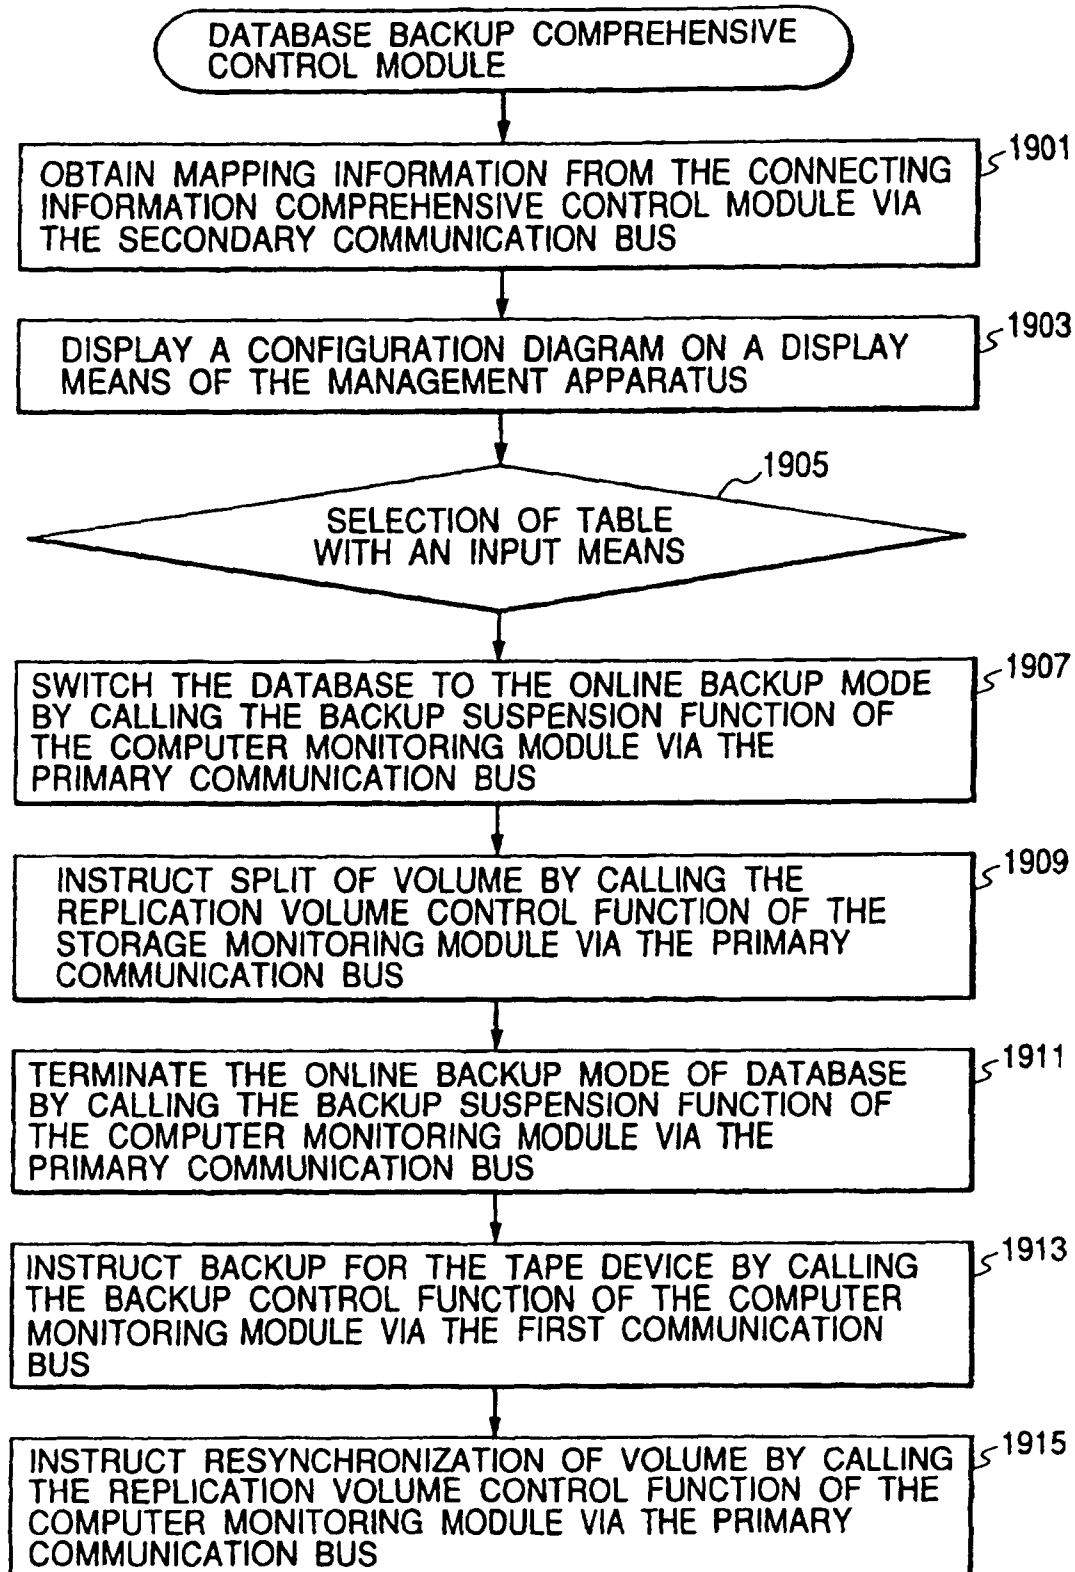 DATABASE BACKUP COMPREHENSIVE
CONTROL MODULE
1901
OBTAIN MAPPING INFORMATION FROM THE CONNECTING
INFORMATION COMPREHENSIVE CONTROL MODULE VIA
THE SECONDARY COMMUNICATION BUS
1903
DISPLAY A CONFIGURATION DIAGRAM ON A DISPLAY
MEANS OF THE MANAGEMENT APPARATUS
1905
SELECTION OF TABLE
WITH AN INPUT MEANS
1907
SWITCH THE DATABASE TO THE ONLINE BACKUP MODE
BY CALLING THE BACKUP SUSPENSION FUNCTION OF
THE COMPUTER MONITORING MODULE VIA THE
PRIMARY COMMUNICATION BUS
1909
INSTRUCT SPLIT OF VOLUME BY CALLING THE
REPLICATION VOLUME CONTROL FUNCTION OF THE
STORAGE MONITORING MODULE VIA THE PRIMARY
COMMUNICATION BUS
1911
TERMINATE THE ONLINE BACKUP MODE OF DATABASE
BY CALLING THE BACKUP SUSPENSION FUNCTION OF
THE COMPUTER MONITORING MODULE VIA THE
PRIMARY COMMUNICATION BUS
1913
INSTRUCT BACKUP FOR THE TAPE DEVICE BY CALLING
THE BACKUP CONTROL FUNCTION OF THE COMPUTER
MONITORING MODULE VIA THE FIRST COMMUNICATION
BUS
1915
INSTRUCT RESYNCHRONIZATION OF VOLUME BY CALLING
THE REPLICATION VOLUME CONTROL FUNCTION OF THE
COMPUTER MONITORING MODULE VIA THE PRIMARY
COMMUNICATION BUS